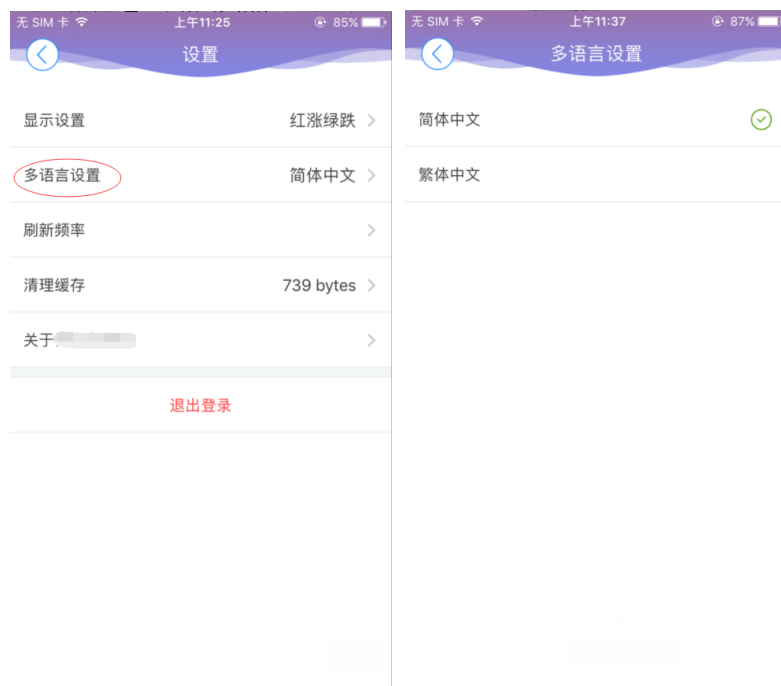 无 SIM 卡 上午11:25 85%
设置
显示设置 红涨绿跌
多语言设置 简体中文
刷新频率
清理缓存 739 bytes
关于
退出登录
无 SIM 卡 上午11:37 87%
多语言设置
简体中文
繁体中文